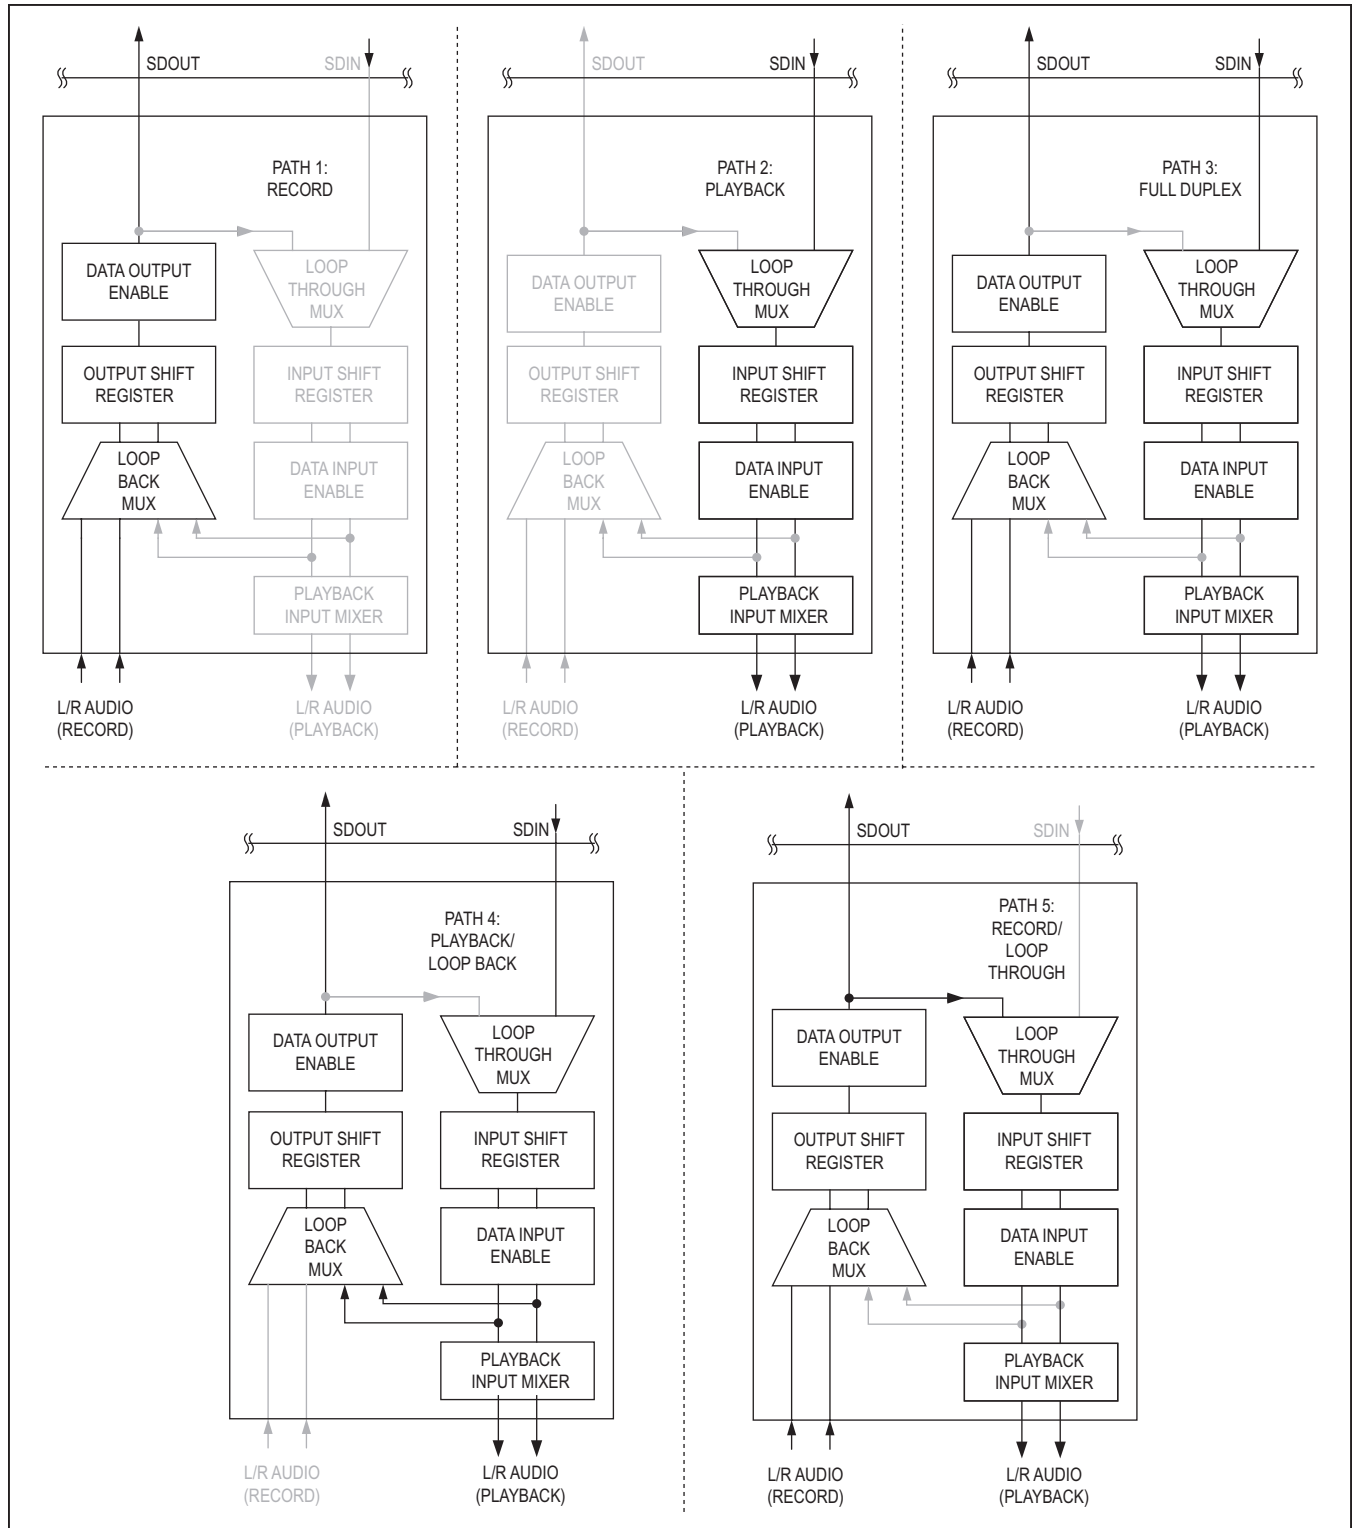 SDOUT
SDIN
PATH 1:
RECORD
DATA OUTPUT
ENABLE
LOOP
THROUGH
MUX
OUTPUT SHIFT
REGISTER
INPUT SHIFT
REGISTER
LOOP
BACK
MUX
DATA INPUT
ENABLE
PLAYBACK
INPUT MIXER
L/R AUDIO
(RECORD)
L/R AUDIO
(PLAYBACK)
SDOUT
SDIN
PATH 2:
PLAYBACK
DATA OUTPUT
ENABLE
LOOP
THROUGH
MUX
OUTPUT SHIFT
REGISTER
INPUT SHIFT
REGISTER
LOOP
BACK
MUX
DATA INPUT
ENABLE
PLAYBACK
INPUT MIXER
L/R AUDIO
(RECORD)
L/R AUDIO
(PLAYBACK)
SDOUT
SDIN
PATH 3:
FULL DUPLEX
DATA OUTPUT
ENABLE
LOOP
THROUGH
MUX
OUTPUT SHIFT
REGISTER
INPUT SHIFT
REGISTER
LOOP
BACK
MUX
DATA INPUT
ENABLE
PLAYBACK
INPUT MIXER
L/R AUDIO
(RECORD)
L/R AUDIO
(PLAYBACK)
SDOUT
SDIN
PATH 4:
PLAYBACK/
LOOP BACK
DATA OUTPUT
ENABLE
LOOP
THROUGH
MUX
OUTPUT SHIFT
REGISTER
INPUT SHIFT
REGISTER
LOOP
BACK
MUX
DATA INPUT
ENABLE
PLAYBACK
INPUT MIXER
L/R AUDIO
(RECORD)
L/R AUDIO
(PLAYBACK)
SDOUT
SDIN
PATH 5:
RECORD/
LOOP
THROUGH
DATA OUTPUT
ENABLE
LOOP
THROUGH
MUX
OUTPUT SHIFT
REGISTER
INPUT SHIFT
REGISTER
LOOP
BACK
MUX
DATA INPUT
ENABLE
PLAYBACK
INPUT MIXER
L/R AUDIO
(RECORD)
L/R AUDIO
(PLAYBACK)